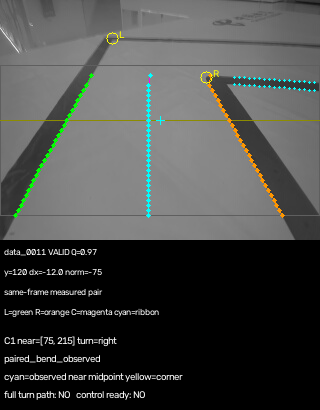 L
R
data_0011 VALID Q=0.97
y=120 dx=-12.0 norm=-75
same-frame measured pair
L=green R=orange C=magenta cyan=ribbon
C1 near=[75, 215] turn=right
paired_bend_observed
cyan=observed near midpoint yellow=corner
full turn path: NO control ready: NO